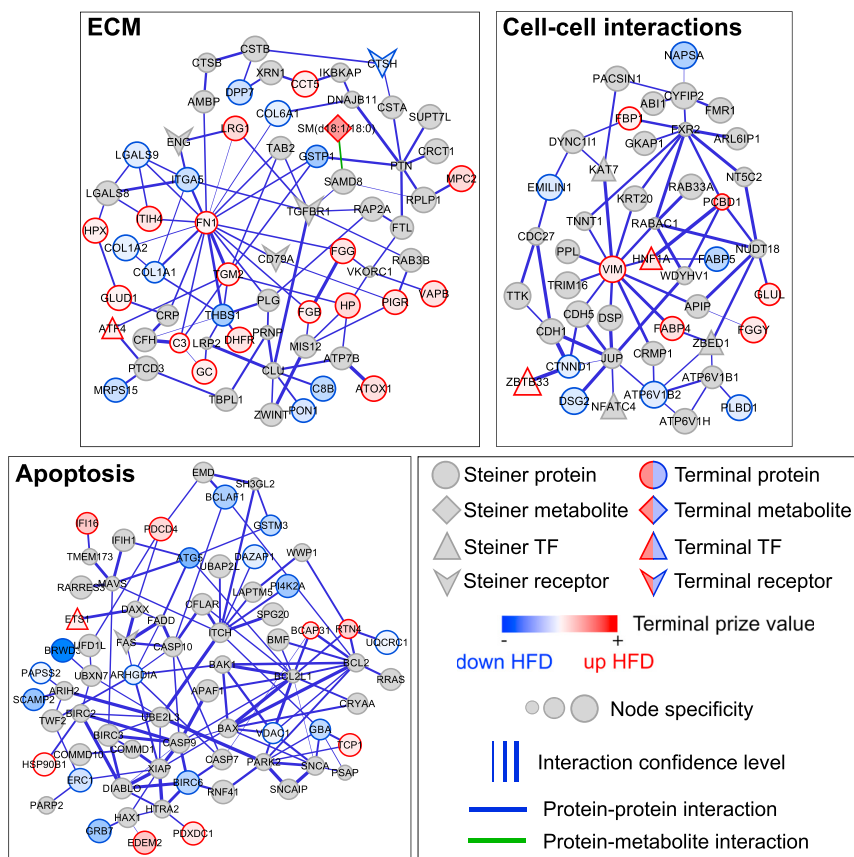 ECM
CSTB
CTSB
CTSH
XRN1
IKBKAP
CCT5
DPP7
AMBP
DNAJB11
CSTA
COL6A1
SUPT7L
LRG1
SM(d18:1/18:0)
ENG
TAB2
CRCT1
LGALS9
GSTP1
PTN
MPC2
ITGA5
SAMD8
LGALS8
RPLP1
TGFBR1
RAP2A
TIH4
FN1
FTL
HPX
COL1A2
FGG
CD79A
RAB3B
COL1A1
TGM2
VKORC1
GLUD1
PLG
HP
PIGR
VAPB
CRP
THBS1
FGB
ATF4
PRNP
CFH
C3
LRP2
DHFR
MIS12
PTCD3
GC
CLU
ATP7B
MRPS15
C8B
ATOX1
TBPL1
ZWINT
PON1
Cell-cell interactions
NAPSA
PACSIN1
CYFIP2
ABI1
FMR1
FBP1
FXR2
DYNC1I1
GKAP1
ARL6IP1
KAT7
NT5C2
EMILIN1
RAB33A
KRT20
PCBD1
TNNT1
RABAC1
CDC27
PPL
HNF1A
FABP5
NUDT18
VIM
WDYHV1
TRIM16
TTK
GLUL
APIP
CDH5
DSP
CDH1
FABP4
FGGY
ZBED1
CRMP1
JUP
CTNND1
ZBTB33
ATP6V1B1
DSG2
NFATC4
ATP6V1B2
PLBD1
ATP6V1H
Apoptosis
EMD
SH3GL2
BCLAF1
IFI16
PDCD4
GSTM3
IFIH1
TMEM173
ATG5
DAZAP1
WWP1
UBAP2L
RARRES3
MAVS
LAPTM5
PI4K2A
CFLAR
DAXX
ETS1
FADD
SPG20
ITCH
BCAP31
RTN4
BMF
UQCRC1
FAS
CASP10
BRWD3
UFD1L
BAK1
BCL2
PAPSS2
UBXN7
ARHGDIA
BCL2L1
RRAS
SCAMP2
ARIH2
APAF1
CRYAA
BIRC2
TWF2
UBE2L3
BAX
VDAC1
GBA
BIRC3
CASP9
TCP1
COMMD10
COMMD1
HSP90B1
CASP7
PARK2
XIAP
SNCA
PSAP
ERC1
DIABLO
BIRC6
RNF41
SNCAIP
PARP2
HTRA2
HAX1
GRB7
EDEM2
PDXDC1
Steiner protein
Terminal protein
Steiner metabolite
Terminal metabolite
Steiner TF
Terminal TF
Steiner receptor
Terminal receptor
- + Terminal prize value
down HFD up HFD
Node specificity
Interaction confidence level
Protein-protein interaction
Protein-metabolite interaction